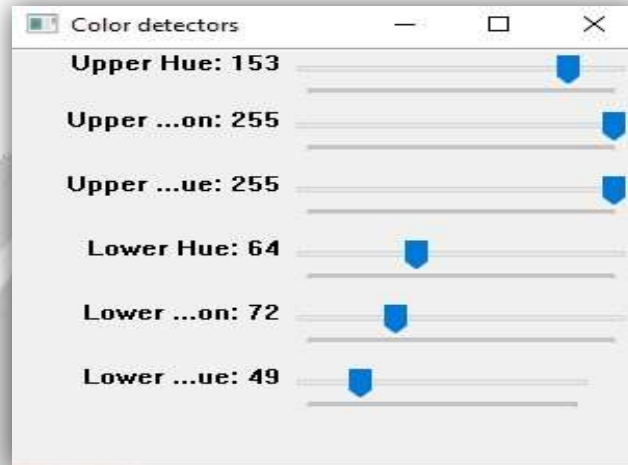 Color detectors
Upper Hue: 153
Upper ...on: 255
Upper ...ue: 255
Lower Hue: 64
Lower ...on: 72
Lower ...ue: 49